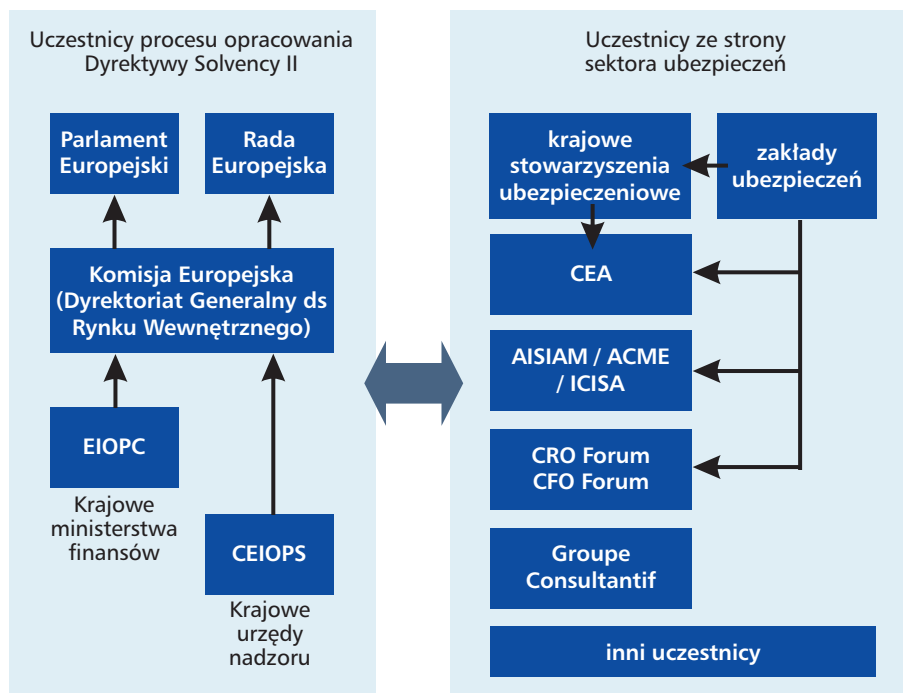 Uczestnicy procesu opracowania
Dyrektywy Solvency II
Parlament
Europejski
Rada
Europejska
Komisja Europejska
(Dyrektoriat Generalny ds
Rynku Wewnętrznego)
EIOPC
Krajowe
ministerstwa
finansów
CEIOPS
Krajowe
urzędy
nadzoru
Uczestnicy ze strony
sektora ubezpieczeń
krajowe
stowarzyszenia
ubezpieczeniowe
zakłady
ubezpieczeń
CEA
AISIAM / ACME
/ ICISA
CRO Forum
CFO Forum
Groupe
Consultantif
inni uczestnicy